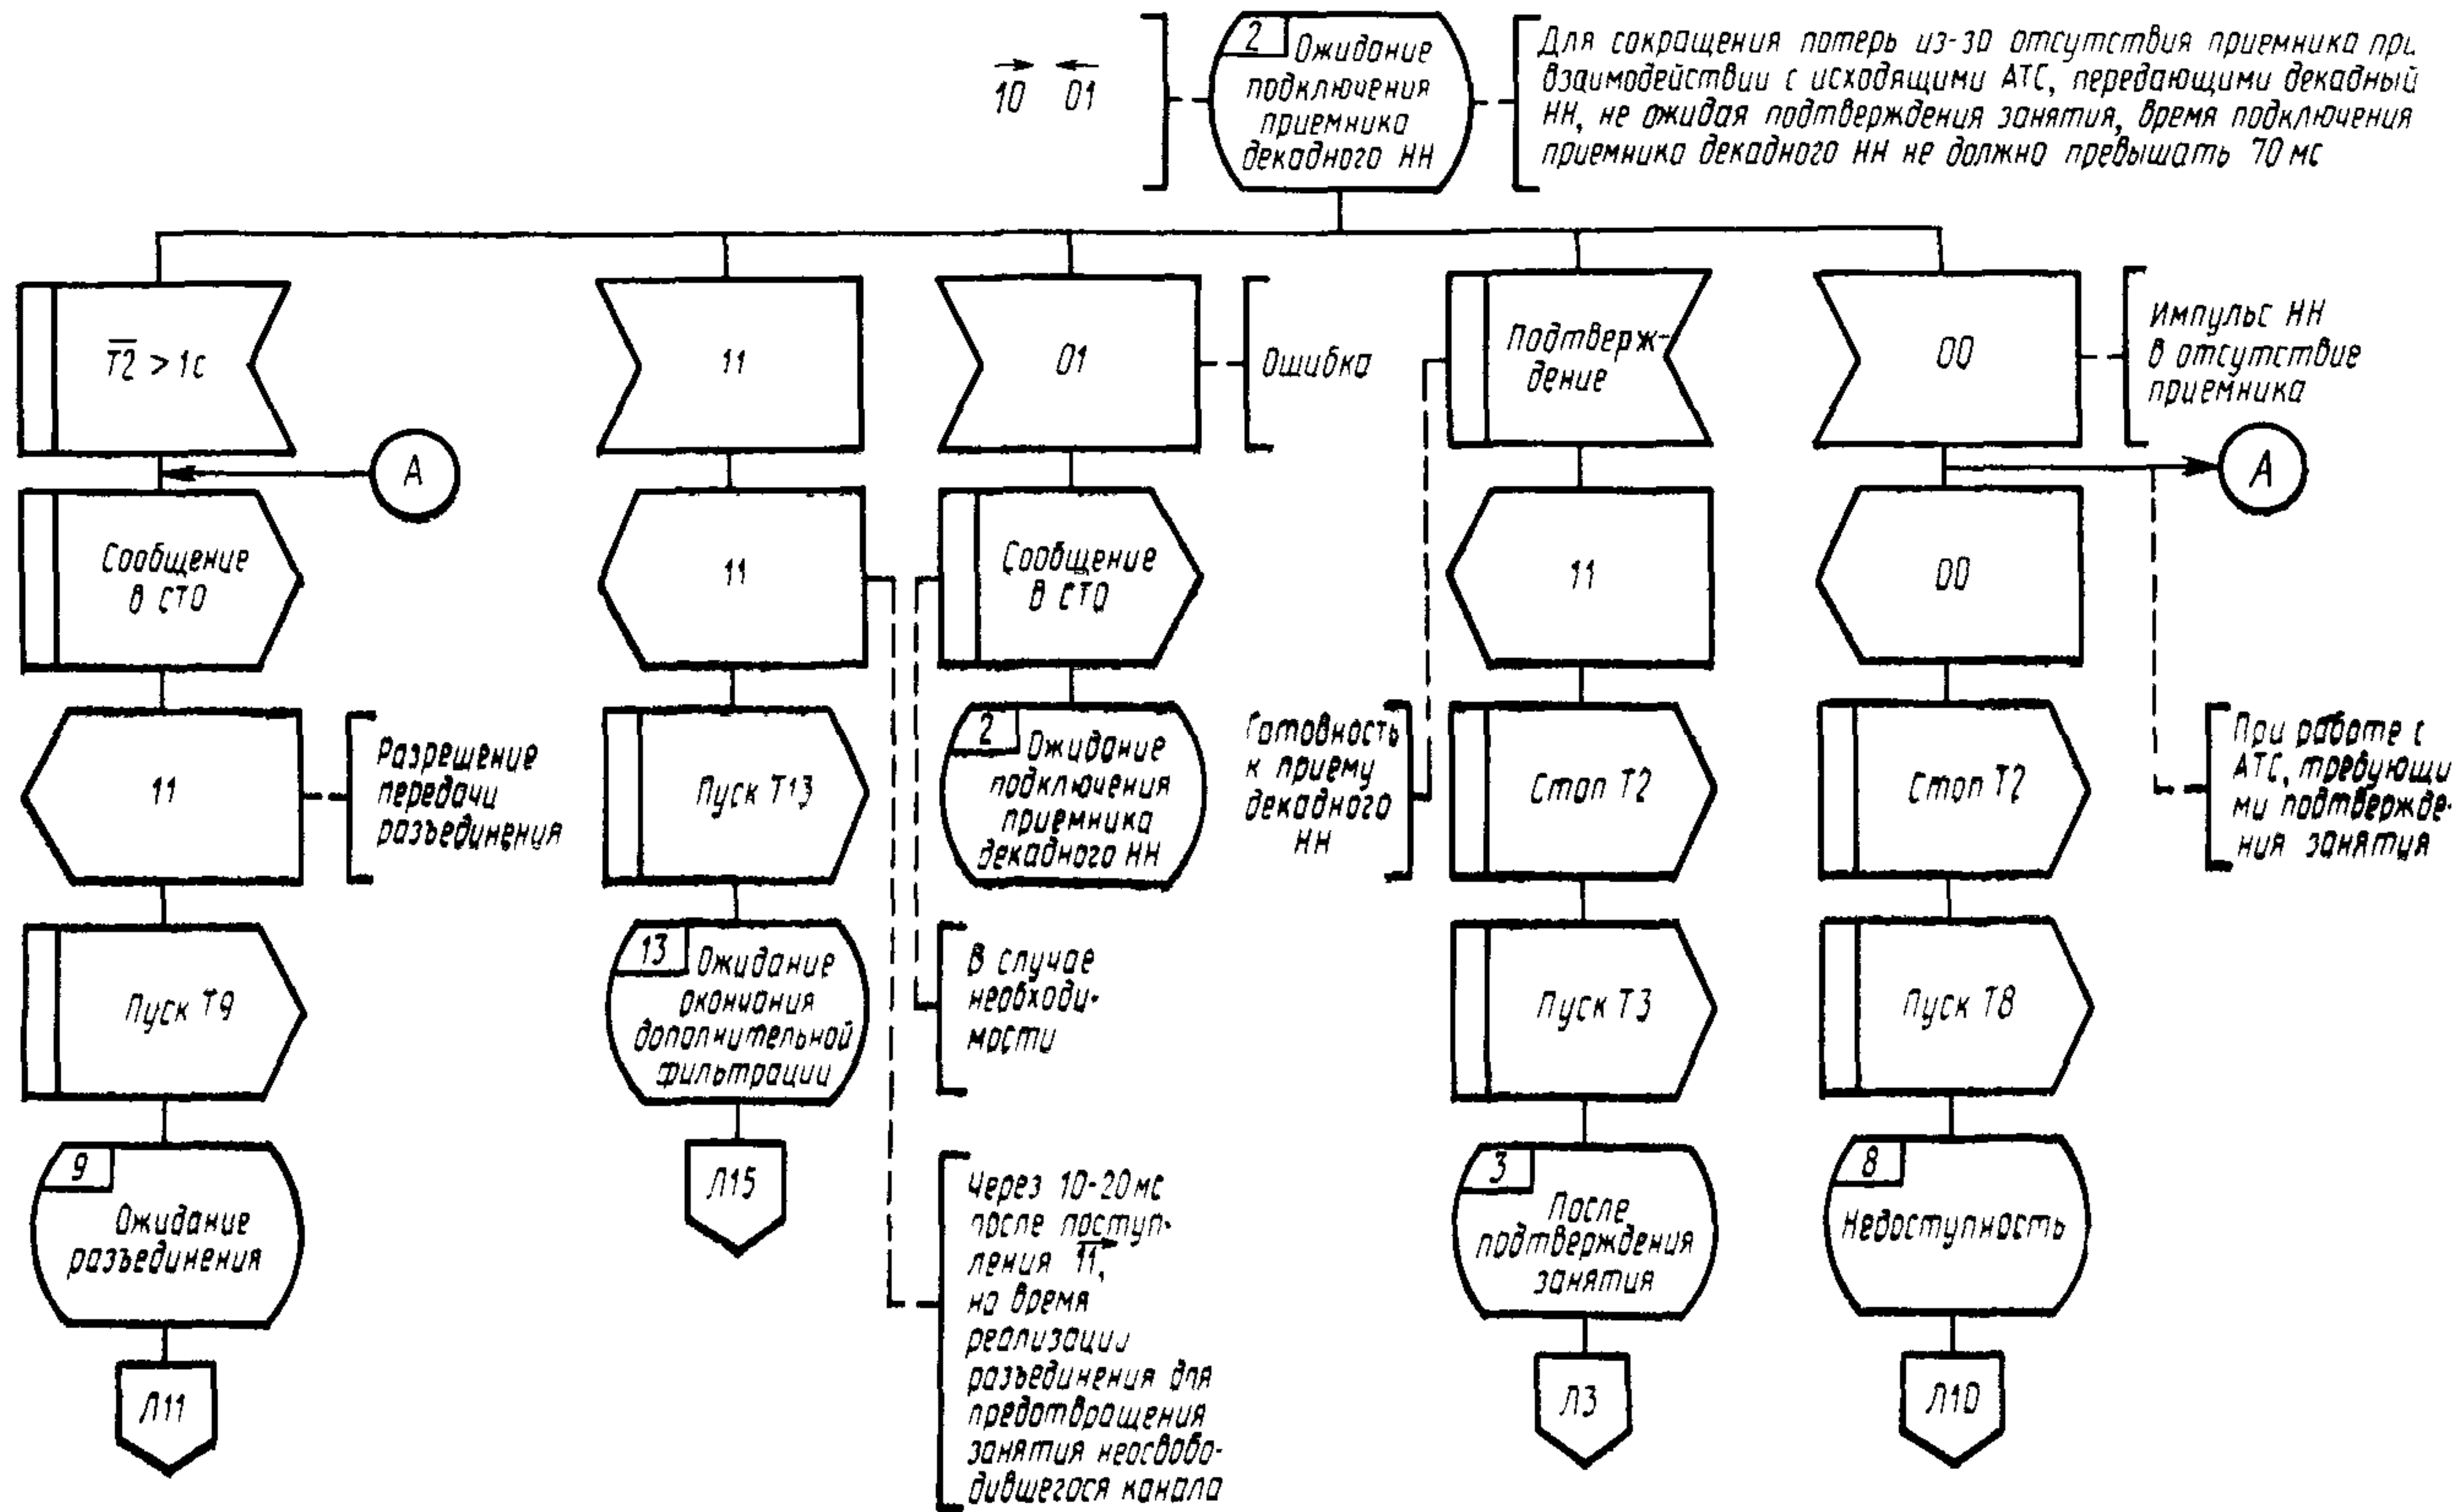 10 01
2 Ожидание
подключения
приемника
декадного НН
Для сокращения потерь из-за отсутствия приемника при
взаимодействии с исходящими АТС, передающими декадный
НН, не ожидая подтверждения занятия, время подключения
приемника декадного НН не должно превышать 70 мс
T2 > 1с
11
01
Ошибка
Подтверж-
дение
00
Импульс НН
в отсутствие
приемника
А
А
Сообщение
в СТО
11
Сообщение
в СТО
11
00
11
Разрешение
передачи
разъединения
Пуск Т13
2 Ожидание
подключения
приемника
декадного НН
Готовность
к приему
декадного
НН
Стоп Т2
Стоп Т2
При работе с
АТС, требующи
ми подтвержде-
ния занятия
Пуск Т9
13 Ожидание
окончания
дополнительной
фильтрации
В случае
необходи-
мости
Пуск Т3
Пуск Т8
9
Ожидание
разъединения
Л15
Через 10-20 мс
после поступ-
ления 11,
на время
реализации
разъединения для
предотвращения
занятия неосвобо-
дившегося канала
3
После
подтверждения
занятия
8
Недоступность
Л11
Л3
Л10